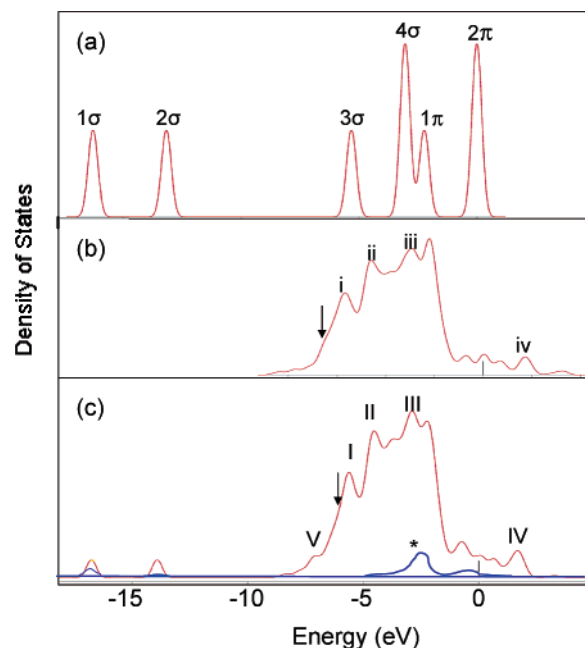 (a)
1σ
2σ
3σ
4σ
1π
2π
(b)
i
ii
iii
iv
(c)
V
I
II
III
*
IV
-15
-10
-5
0
Energy (eV)
Density of States